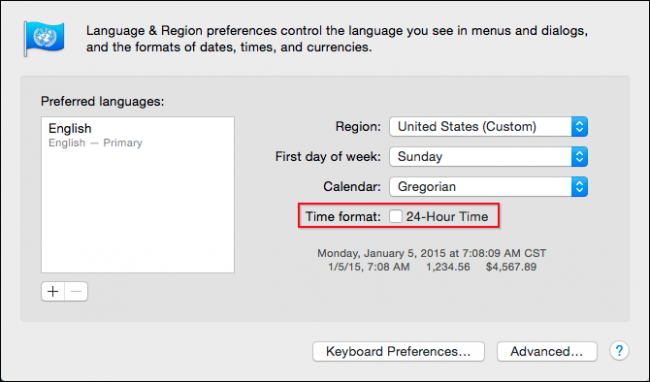 Language & Region preferences control the language you see in menus and dialogs,
and the formats of dates, times, and currencies.
Preferred languages:
English
English — Primary
+ −
Region: United States (Custom)
First day of week: Sunday
Calendar: Gregorian
Time format: 24-Hour Time
Monday, January 5, 2015 at 7:08:09 AM CST
1/5/15, 7:08 AM 1,234.56 $4,567.89
Keyboard Preferences... Advanced... ?